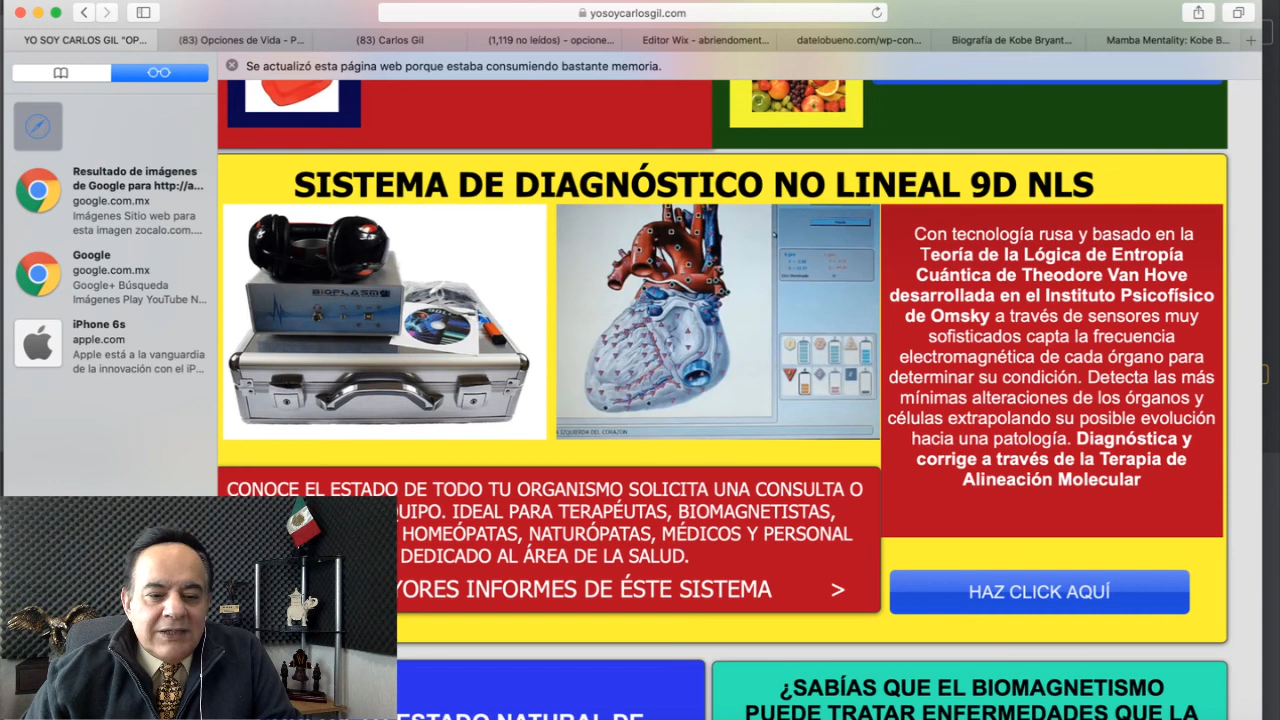 yosoycarlosgil.com
YO SOY CARLOS GIL "OP...
(83) Opciones de Vida - P...
(83) Carlos Gil
(1,119 no leídos) - opcione...
Editor Wix - abriendoment...
datelobueno.com/wp-con...
Biografía de Kobe Bryant...
Mamba Mentality: Kobe B...
Se actualizó esta página web porque estaba consumiendo bastante memoria.
Resultado de imágenes
de Google para http://a...
google.com.mx
Imágenes Sitio web para
esta imagen zocalo.com....
Google
google.com.mx
Google+ Búsqueda
Imágenes Play YouTube N...
iPhone 6s
apple.com
Apple está a la vanguardia
de la innovación con el iP...
SISTEMA DE DIAGNÓSTICO NO LINEAL 9D NLS
BIOPLASM
IZQUIERDA DEL CORAZON
Con tecnología rusa y basado en la
Teoría de la Lógica de Entropía
Cuántica de Theodore Van Hove
desarrollada en el Instituto Psicofísico
de Omsky a través de sensores muy
sofisticados capta la frecuencia
electromagnética de cada órgano para
determinar su condición. Detecta las más
mínimas alteraciones de los órganos y
células extrapolando su posible evolución
hacia una patología. Diagnóstica y
corrige a través de la Terapia de
Alineación Molecular
CONOCE EL ESTADO DE TODO TU ORGANISMO SOLICITA UNA CONSULTA O
QUIPO. IDEAL PARA TERAPÉUTAS, BIOMAGNETISTAS,
HOMEÓPATAS, NATURÓPATAS, MÉDICOS Y PERSONAL
DEDICADO AL ÁREA DE LA SALUD.
YORES INFORMES DE ÉSTE SISTEMA >
HAZ CLICK AQUÍ
ESTADO NATURAL DE
¿SABÍAS QUE EL BIOMAGNETISMO
PUEDE TRATAR ENFERMEDADES QUE LA